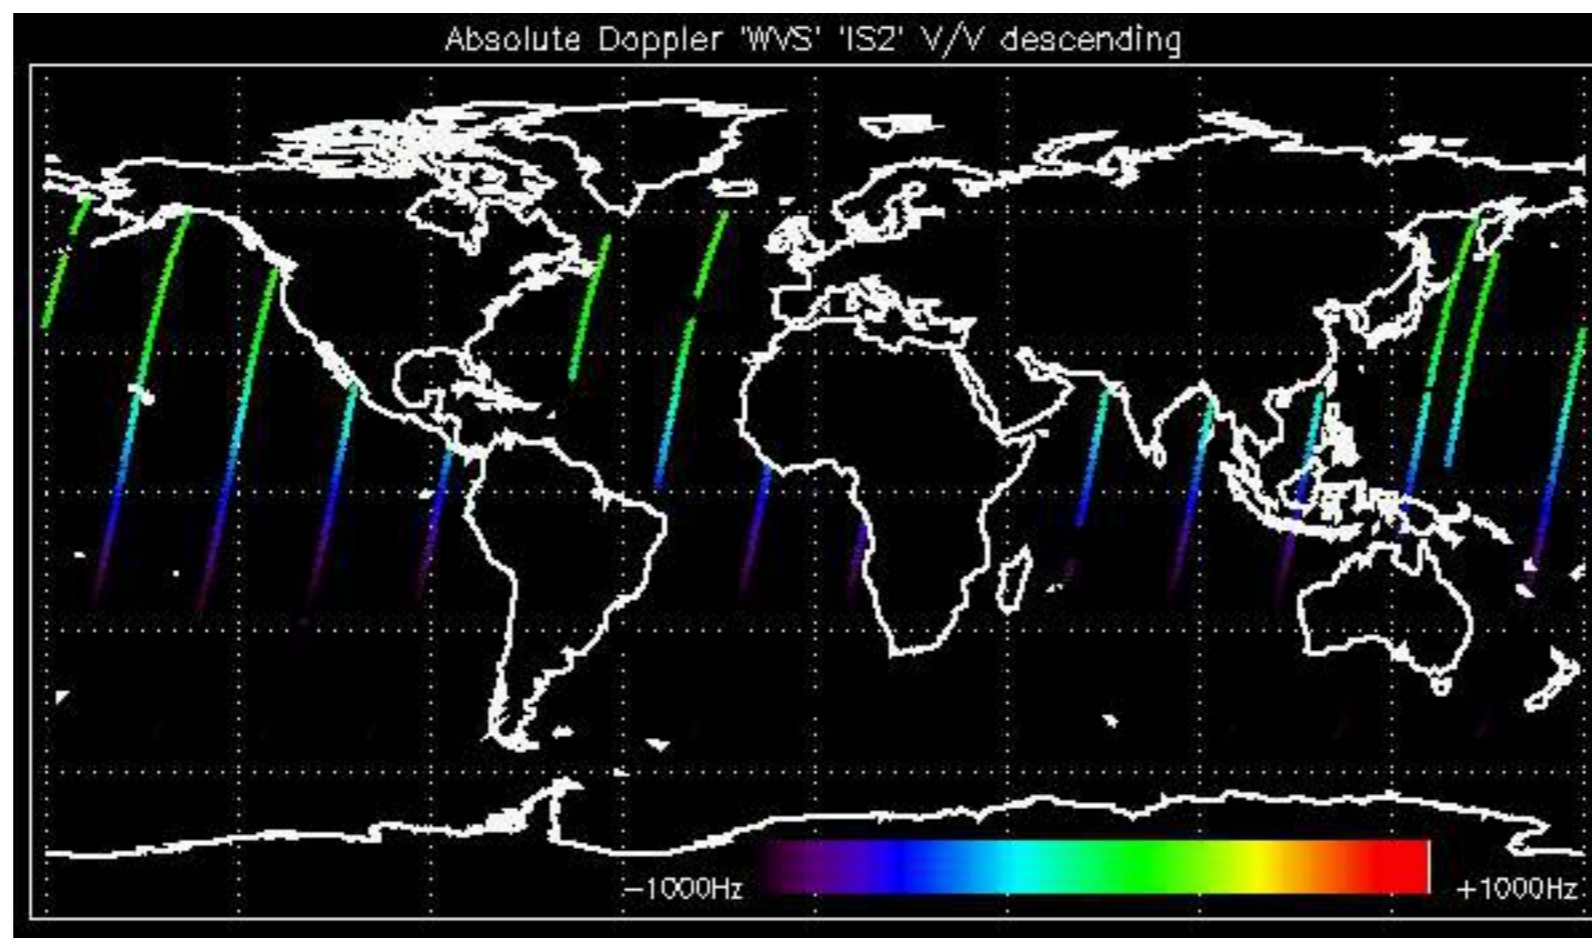 Absolute Doppler 'WVS' 'IS2' V/V descending
−1000Hz
+1000Hz